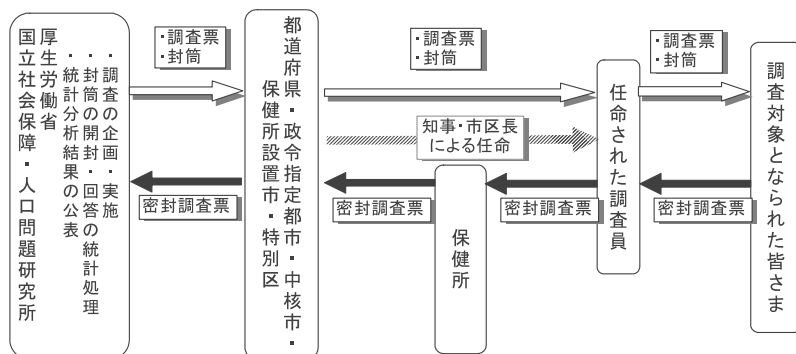 厚生労働省
国立社会保障・人口問題研究所
・調査の企画・実施
・封筒の開封・回答の統計処理
・統計分析結果の公表
・調査票
・封筒
密封調査票
都道府県・政令指定都市・中核市・
保健所設置市・特別区
・調査票
・封筒
知事・市区長
による任命
密封調査票
保健所
密封調査票
任命された調査員
・調査票
・封筒
密封調査票
調査対象となられた皆さま